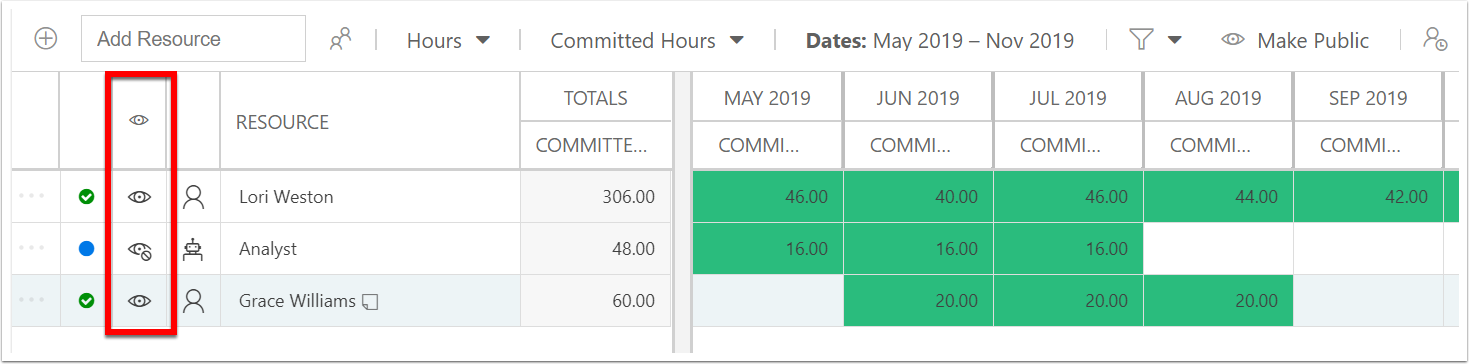 Add Resource Hours Committed Hours Dates: May 2019 – Nov 2019 Make Public
TOTALS MAY 2019 JUN 2019 JUL 2019 AUG 2019 SEP 2019
RESOURCE
COMMITTE... COMMI... COMMI... COMMI... COMMI... COMMI...
Lori Weston 306.00 46.00 40.00 46.00 44.00 42.00
Analyst 48.00 16.00 16.00 16.00
Grace Williams 60.00 20.00 20.00 20.00